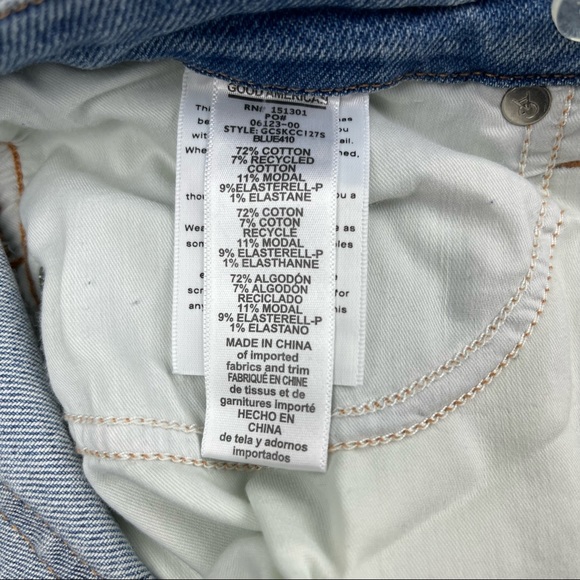 GOOD AMERICAN
RN# 151301
PO#
06123-00
STYLE: GCSKCC127S
BLUE410
72% COTTON
7% RECYCLED
COTTON
11% MODAL
9%ELASTERELL-P
1% ELASTANE
72% COTON
7% COTON
RECYCLÉ
11% MODAL
9% ELASTERELL-P
1% ELASTHANNE
72% ALGODÓN
7% ALGODÓN
RECICLADO
11% MODAL
9% ELASTERELL-P
1% ELASTANO
MADE IN CHINA
of imported
fabrics and trim
FABRIQUÉ EN CHINE
de tissus et de
garnitures importé
HECHO EN
CHINA
de tela y adornos
importados